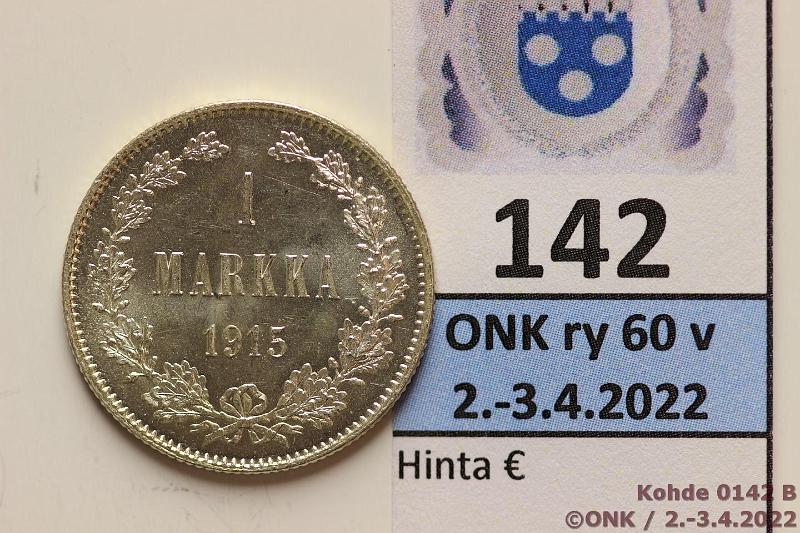 1
MARKKA
1915
142
ONK ry 60 v
2.-3.4.2022
Hinta €
Kohde 0142 B
©ONK / 2.-3.4.2022